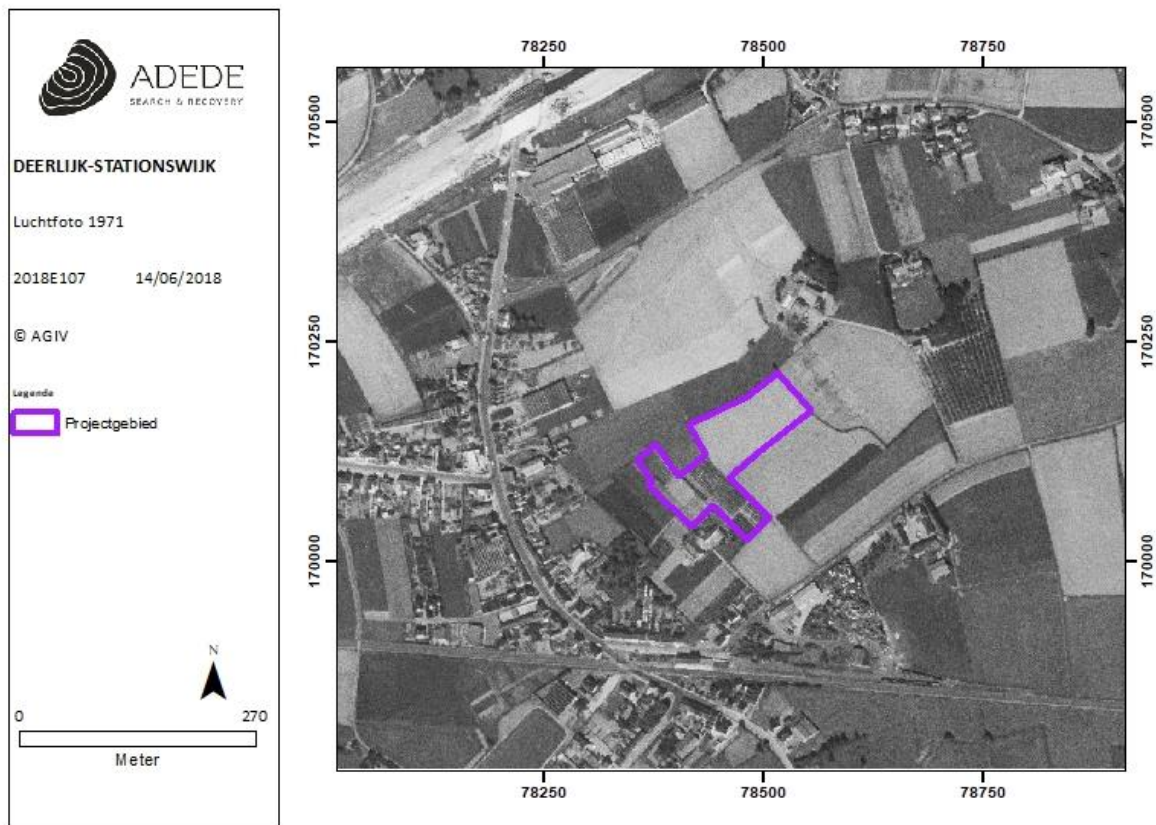 ADEDE
SEARCH & RECOVERY
DEERLIJK-STATIONSWIJK
Luchtfoto 1971
2018E107 14/06/2018
© AGIV
Legende
Projectgebied
N
0 270
Meter
78250 78500 78750
170500 170500
170250 170250
170000 170000
78250 78500 78750